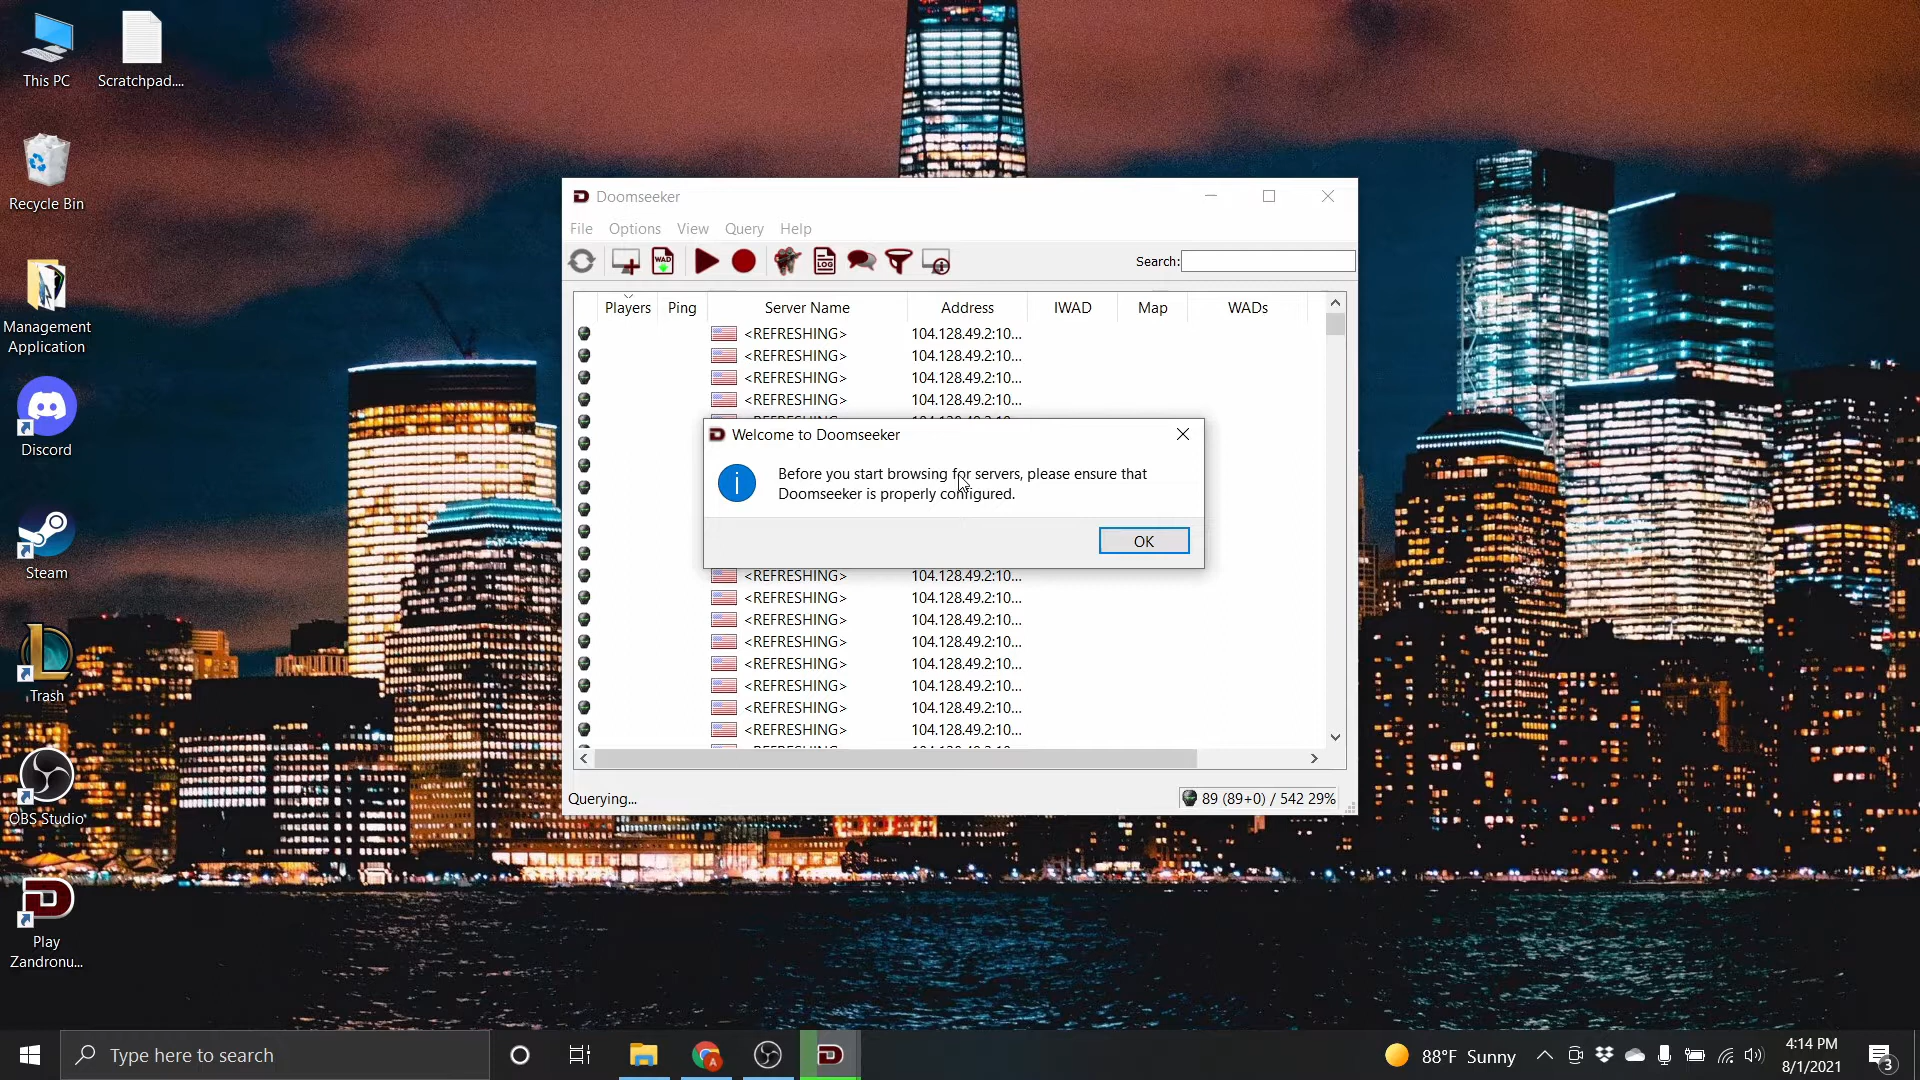 This PC
Scratchpad....
Recycle Bin
Management
Application
Discord
Steam
Trash
OBS Studio
Play
Zandronu...
Doomseeker
File Options View Query Help
WAD
LOG
Search:
Players Ping Server Name Address IWAD Map WADs
<REFRESHING> 104.128.49.2:10...
<REFRESHING> 104.128.49.2:10...
<REFRESHING> 104.128.49.2:10...
<REFRESHING> 104.128.49.2:10...
Welcome to Doomseeker
Before you start browsing for servers, please ensure that
Doomseeker is properly configured.
OK
<REFRESHING> 104.128.49.2:10...
<REFRESHING> 104.128.49.2:10...
<REFRESHING> 104.128.49.2:10...
<REFRESHING> 104.128.49.2:10...
<REFRESHING> 104.128.49.2:10...
<REFRESHING> 104.128.49.2:10...
<REFRESHING> 104.128.49.2:10...
<REFRESHING> 104.128.49.2:10...
Querying...
89 (89+0) / 542 29%
Type here to search
88°F Sunny
4:14 PM
8/1/2021
3